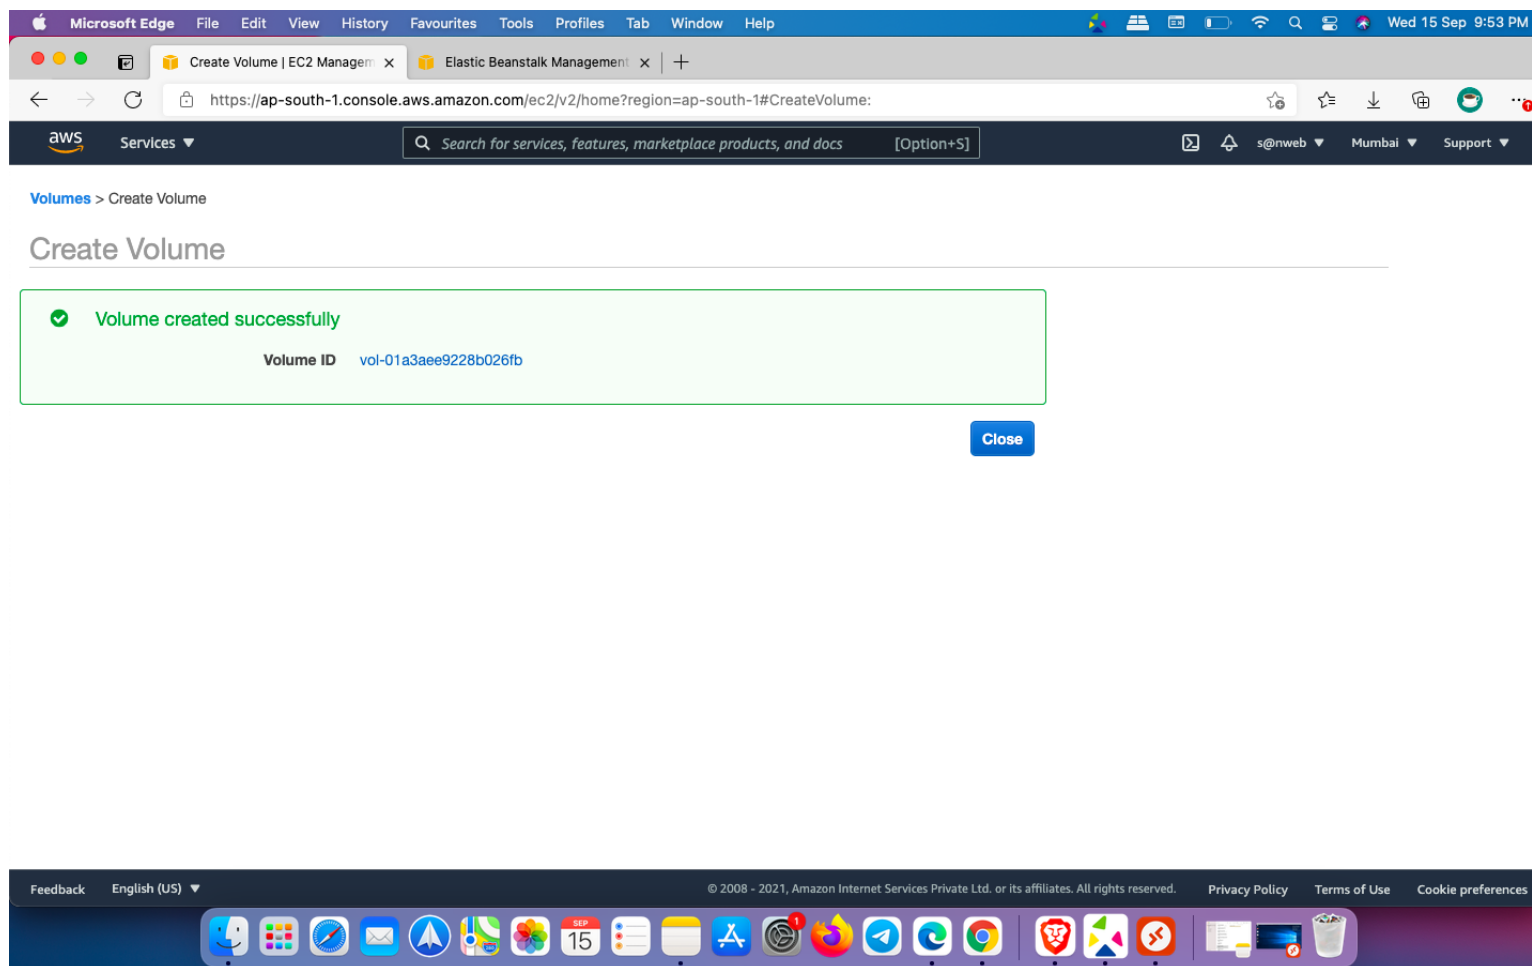 Microsoft Edge File Edit View History Favourites Tools Profiles Tab Window Help Wed 15 Sep 9:53 PM
Create Volume | EC2 Managem Elastic Beanstalk Management
https://ap-south-1.console.aws.amazon.com/ec2/v2/home?region=ap-south-1#CreateVolume:
aws Services Search for services, features, marketplace products, and docs [Option+S] s@nweb Mumbai Support
Volumes > Create Volume
Create Volume
Volume created successfully
Volume ID vol-01a3aee9228b026fb
Close
Feedback English (US) © 2008 - 2021, Amazon Internet Services Private Ltd. or its affiliates. All rights reserved. Privacy Policy Terms of Use Cookie preferences
SEP
15
1